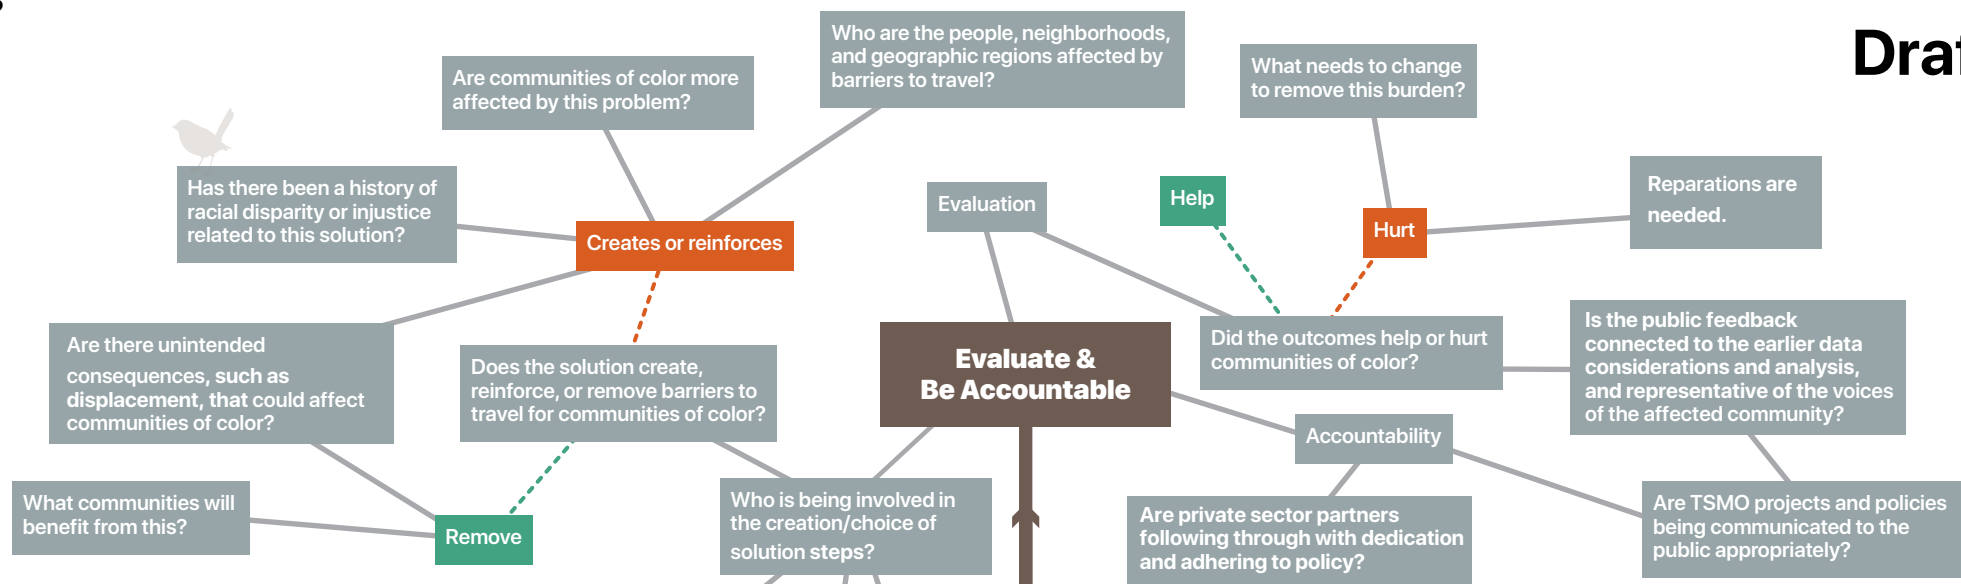 Draf
Who are the people, neighborhoods,
and geographic regions affected by
barriers to travel?
Are communities of color more
affected by this problem?
What needs to change
to remove this burden?
Has there been a history of
racial disparity or injustice
related to this solution?
Creates or reinforces
Evaluation
Help
Hurt
Reparations are
needed.
Are there unintended
consequences, such as
displacement, that could affect
communities of color?
Does the solution create,
reinforce, or remove barriers to
travel for communities of color?
Evaluate &
Be Accountable
Did the outcomes help or hurt
communities of color?
Is the public feedback
connected to the earlier data
considerations and analysis,
and representative of the voices
of the affected community?
Accountability
What communities will
benefit from this?
Remove
Who is being involved in
the creation/choice of
solution steps?
Are private sector partners
following through with dedication
and adhering to policy?
Are TSMO projects and policies
being communicated to the
public appropriately?